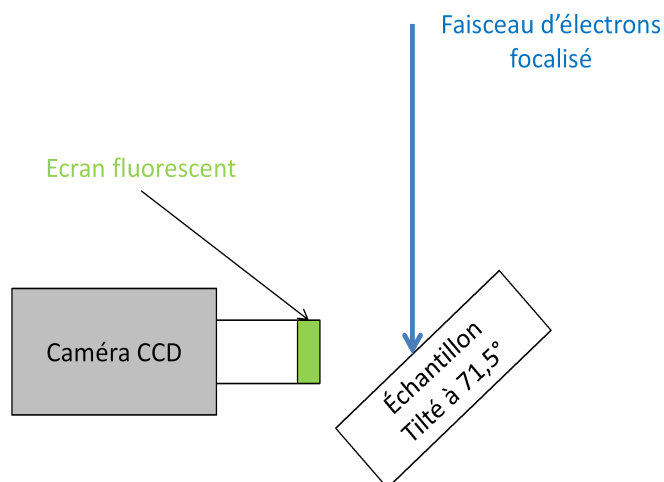 Faisceau d’électrons
focalisé
Ecran fluorescent
Caméra CCD
Échantillon
Tilté à 71,5°